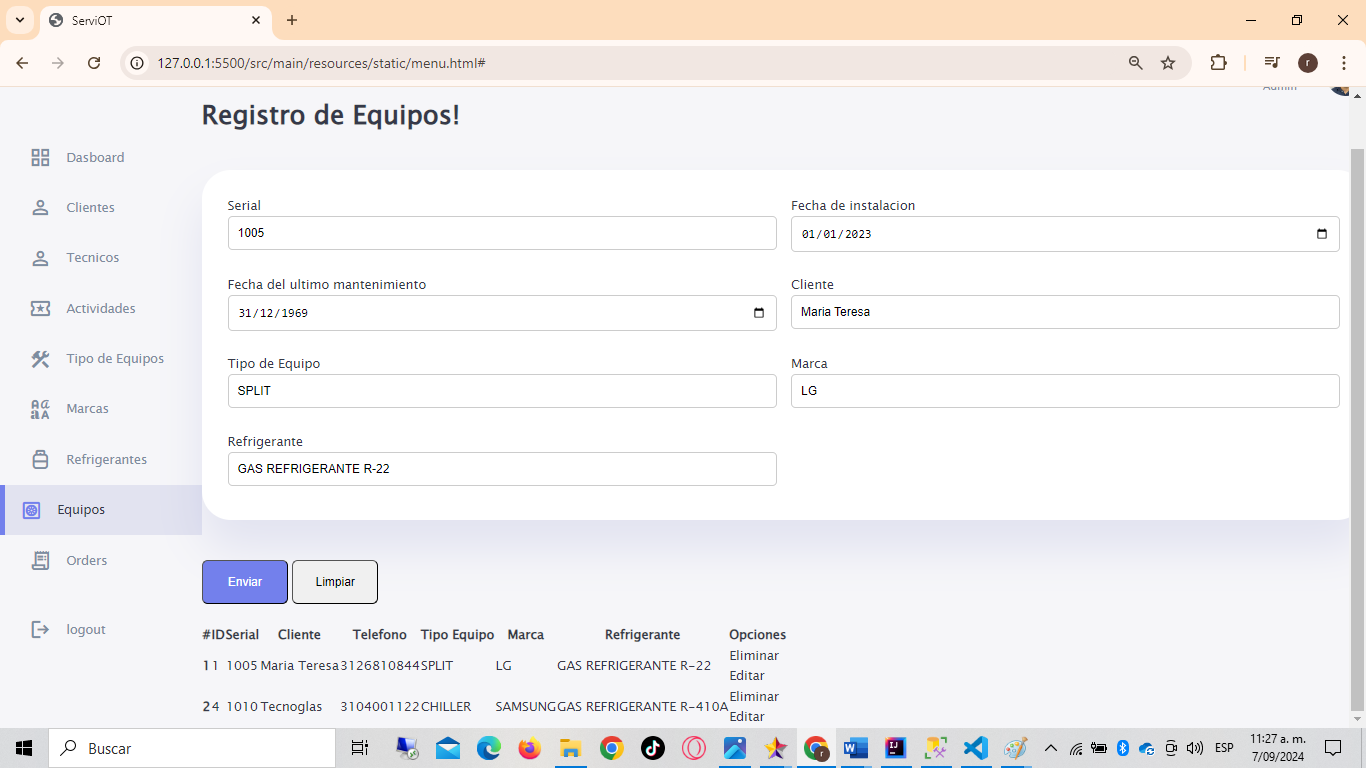 ServiOT
127.0.0.1:5500/src/main/resources/static/menu.html#
r
Admin
Registro de Equipos!
Dasboard
Clientes
Tecnicos
Actividades
Tipo de Equipos
Marcas
Refrigerantes
Equipos
Orders
logout
Serial
Fecha de instalacion
1005
01/01/2023
Fecha del ultimo mantenimiento
Cliente
31/12/1969
Maria Teresa
Tipo de Equipo
Marca
SPLIT
LG
Refrigerante
GAS REFRIGERANTE R-22
Enviar
Limpiar
#ID Serial Cliente Telefono Tipo Equipo Marca Refrigerante Opciones
1 1 1005 Maria Teresa 3126810844 SPLIT LG GAS REFRIGERANTE R-22 Eliminar
Editar
2 4 1010 Tecnoglas 3104001122 CHILLER SAMSUNG GAS REFRIGERANTE R-410A Eliminar
Editar
Buscar
ESP
11:27 a. m.
7/09/2024